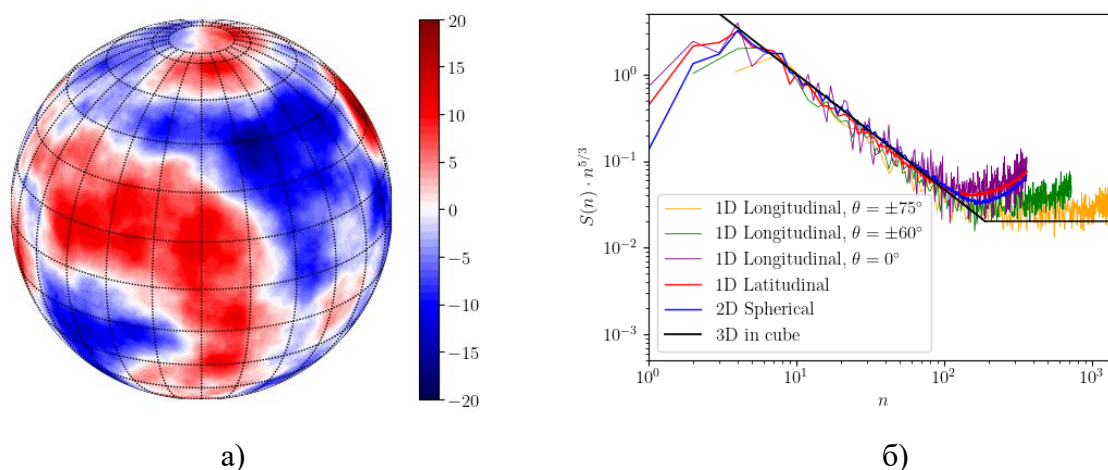 20
15
10
5
0
−5
−10
−15
−20
а)
S(n) · n^{5/3}
10^0
10^{−1}
10^{−2}
10^{−3}
1D Longitudinal, θ = ±75°
1D Longitudinal, θ = ±60°
1D Longitudinal, θ = 0°
1D Latitudinal
2D Spherical
3D in cube
10^0 10^1 10^2 10^3
n
б)